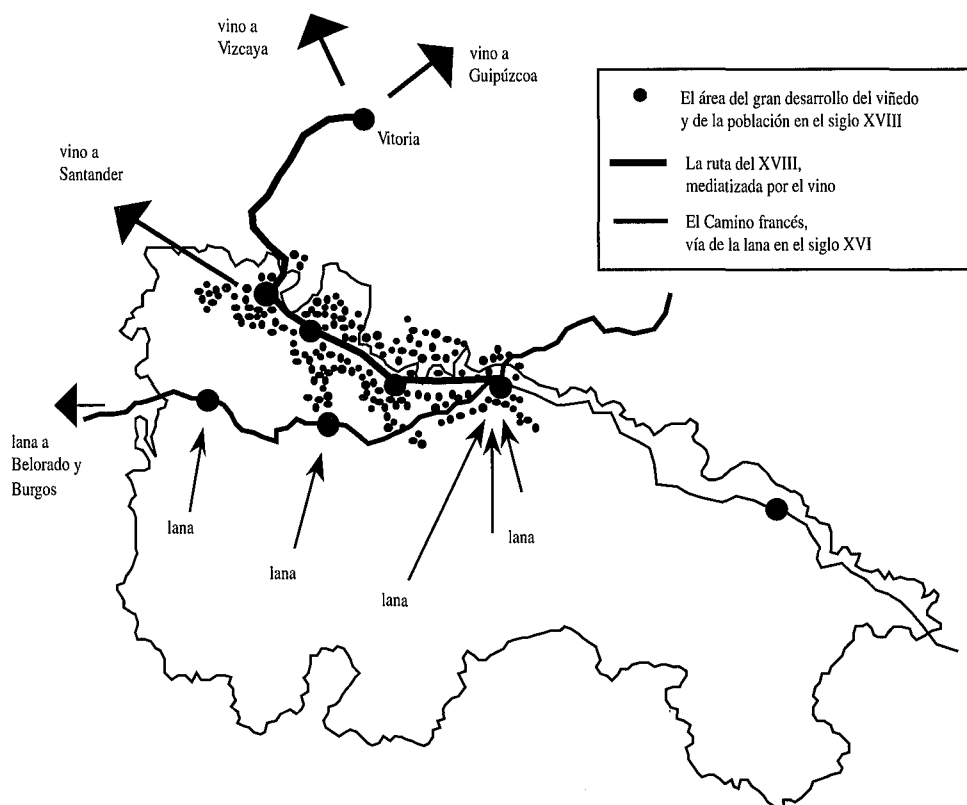 vino a
Vizcaya
vino a
Guipúzcoa
Vitoria
vino a
Santander
El área del gran desarrollo del viñedo
y de la población en el siglo XVIII
La ruta del XVIII,
mediatizada por el vino
El Camino francés,
vía de la lana en el siglo XVI
lana a
Belorado y
Burgos
lana
lana
lana
lana